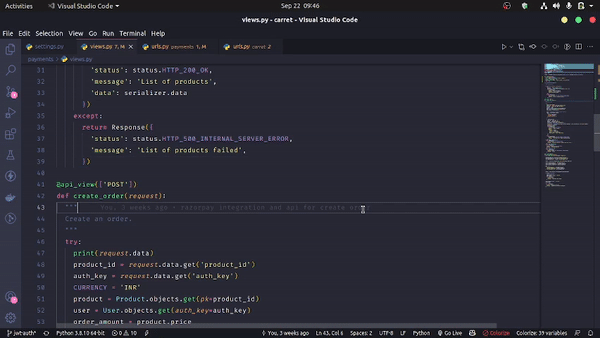 Activities
Visual Studio Code
Sep 22 09:46
views.py - carret - Visual Studio Code
File Edit Selection View Go Run Terminal Help
settings.py
views.py 1, M
urls.py payments 1, M
urls.py carret 2
payments > views.py
31 'status': status.HTTP_200_OK,
32 'message': 'List of products',
33 'data': serializer.data
34 })
35 except:
36 return Response({
37 'status': status.HTTP_500_INTERNAL_SERVER_ERROR,
38 'message': 'List of products failed',
39 })
40
41 @api_view(['POST'])
42 def create_order(request):
43 """ You, 3 weeks ago • razorpay integration and api for create order
44 Create an order.
45 """
46 try:
47 print(request.data)
48 product_id = request.data.get('product_id')
49 auth_key = request.data.get('auth_key')
50 CURRENCY = 'INR'
51 product = Product.objects.get(pk=product_id)
52 user = User.objects.get(auth_key=auth_key)
53 order_amount = product.price
jwt-auth*
Python 3.8.10 64-bit
0 10
You, 3 weeks ago
Ln 43, Col 6
Spaces: 2
UTF-8
LF
Python
Go Live
Colorize
Colorize: 39 variables